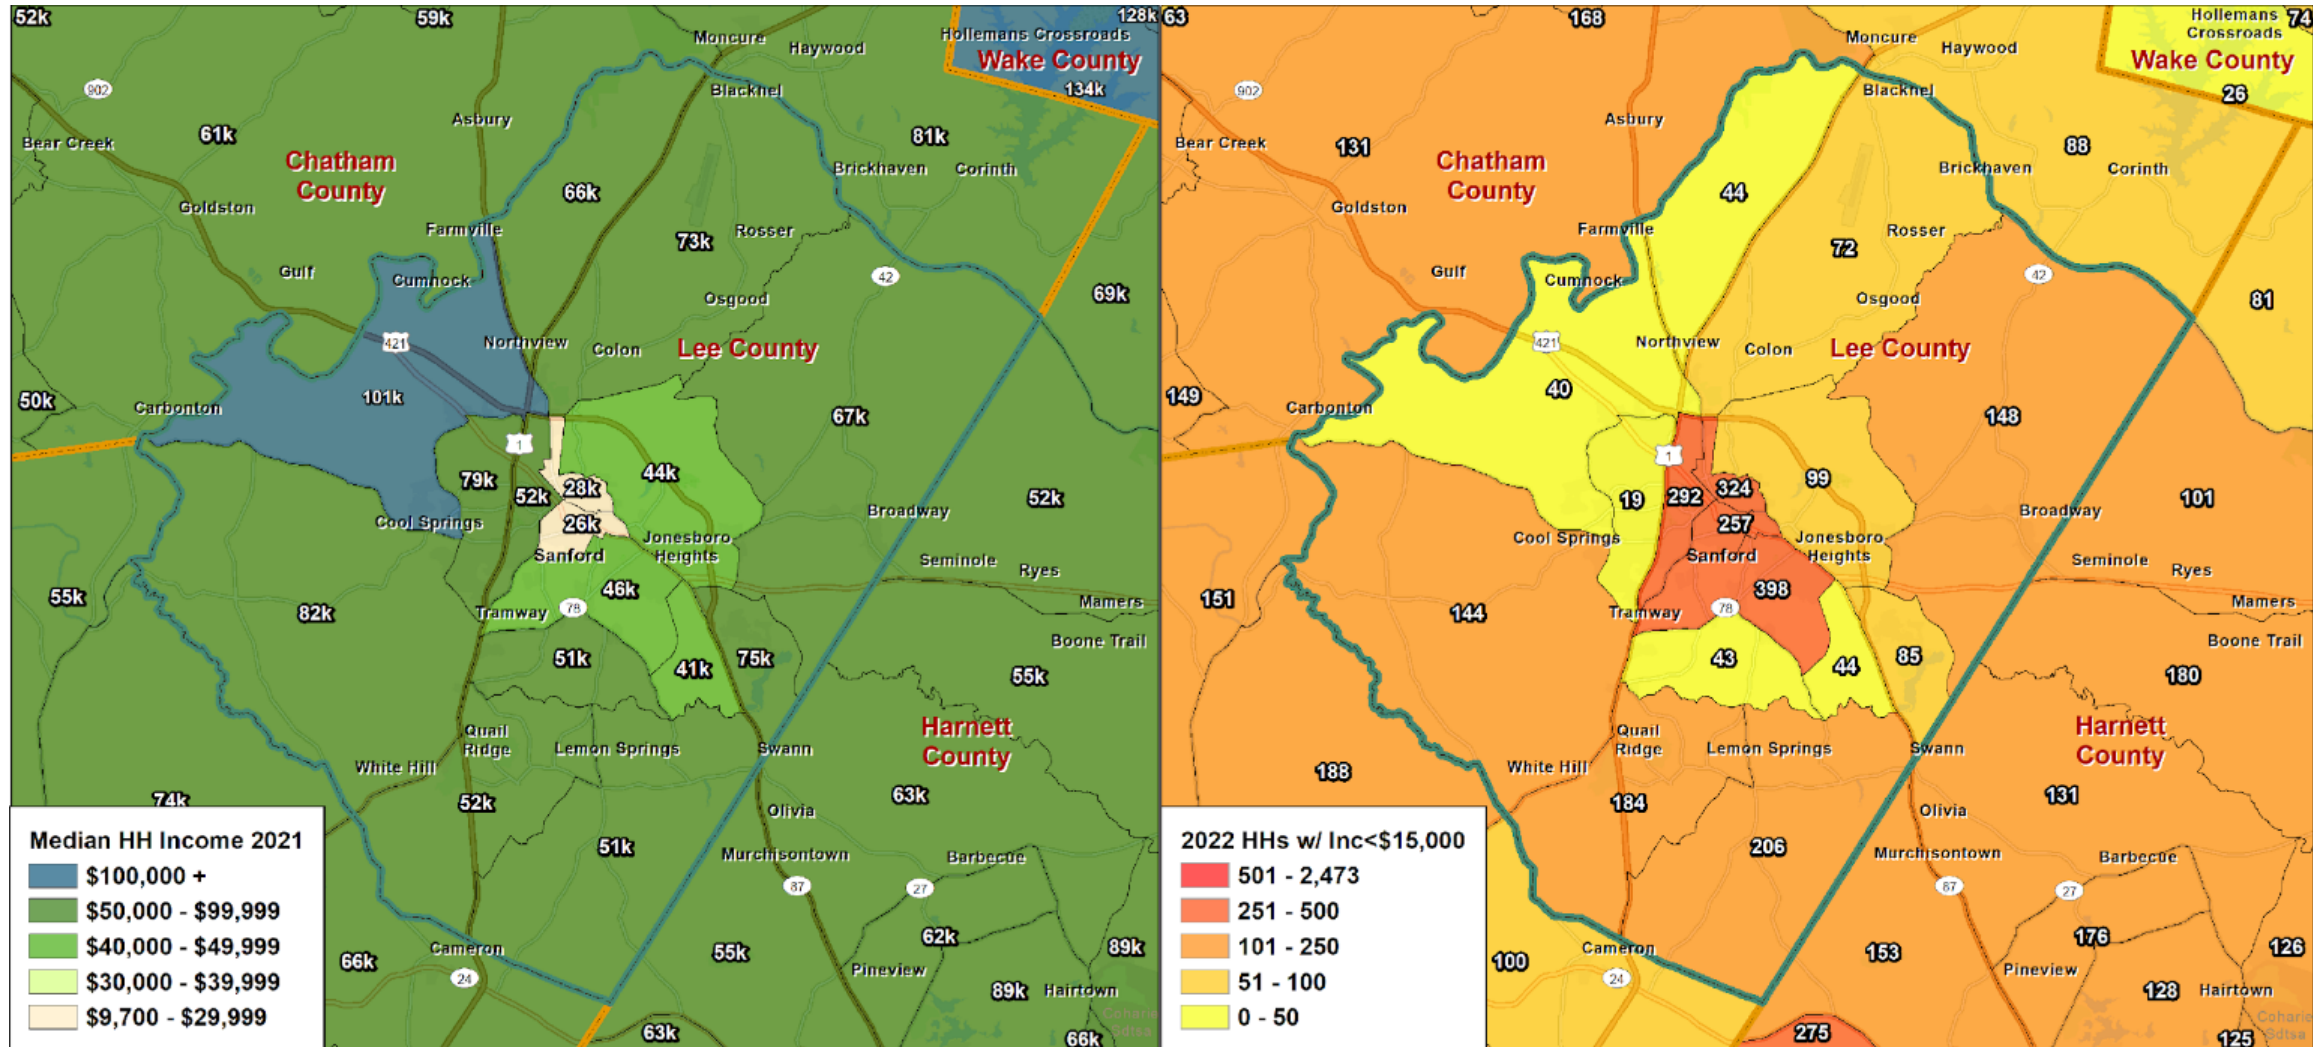 52k
59k
128k
Moncure
Haywood
Hollemans Crossroads
Wake County
134k
902
Blacknel
Asbury
Bear Creek
61k
81k
Chatham
County
Brickhaven
Corinth
66k
Goldston
Farmville
73k
Rosser
Gulf
Cumnock
42
Osgood
69k
421
Northview
Colon
Lee County
50k
101k
Carbonton
67k
1
79k
52k
28k
44k
52k
Cool Springs
26k
Broadway
Sanford
Jonesboro
Heights
Seminole
Ryes
55k
82k
46k
Tramway
78
Mamers
Boone Trail
51k
41k
75k
55k
Quail
Ridge
Lemon Springs
Swann
Harnett
County
White Hill
74k
52k
63k
Olivia
51k
Murchisontown
Barbecue
87
27
Cameron
66k
24
55k
62k
89k
Pineview
89k
Hairtown
Coharie
Sdtsa
63k
66k
Median HH Income 2021
$100,000 +
$50,000 - $99,999
$40,000 - $49,999
$30,000 - $39,999
$9,700 - $29,999
63
168
Hollemans
Crossroads
74
Moncure
Haywood
Wake County
902
Blacknel
26
Asbury
Bear Creek
131
88
Chatham
County
Brickhaven
Corinth
44
Goldston
Farmville
72
Rosser
Gulf
Cumnock
42
Osgood
81
421
Northview
Colon
Lee County
149
40
Carbonton
148
1
19
292
324
99
101
Cool Springs
257
Broadway
Sanford
Jonesboro
Heights
Seminole
Ryes
151
144
398
Tramway
78
Mamers
Boone Trail
43
44
85
180
Quail
Ridge
Lemon Springs
Swann
Harnett
County
White Hill
188
184
131
Olivia
206
Murchisontown
Barbecue
87
27
Cameron
100
24
153
176
126
Pineview
128
Hairtown
Coharie
Sdtsa
275
125
2022 HHs w/ Inc<$15,000
501 - 2,473
251 - 500
101 - 250
51 - 100
0 - 50